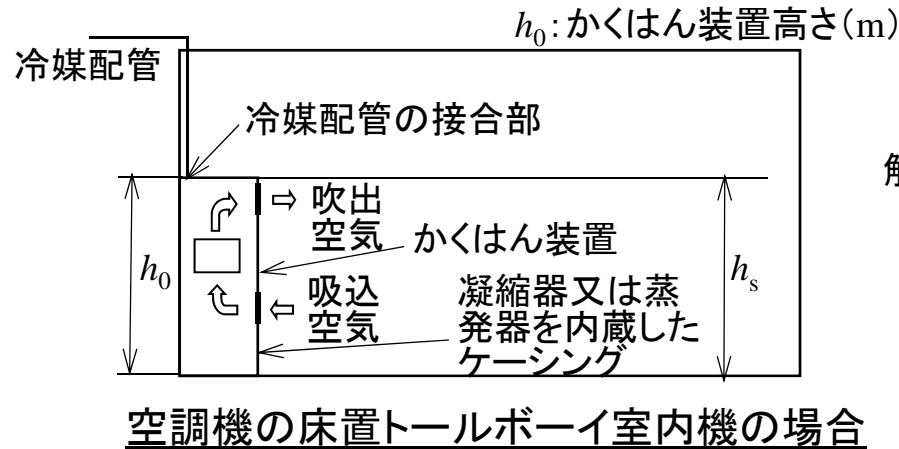 h0:かくはん装置高さ(m)
冷媒配管
冷媒配管の接合部
吹出
空気
かくはん装置
h0
hs
吸込
空気
凝縮器又は蒸
発器を内蔵した
ケーシング
空調機の床置トールボーイ室内機の場合